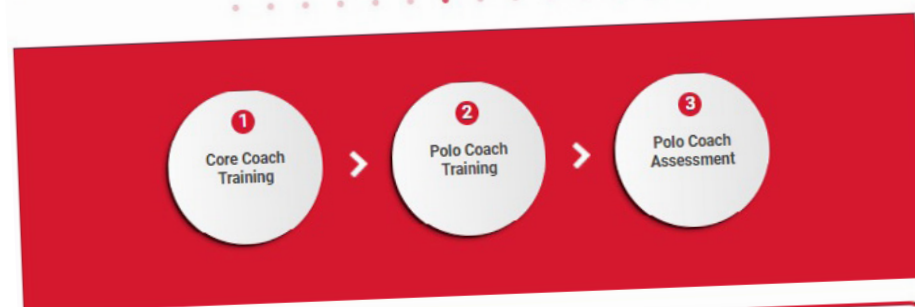 1
Core Coach
Training
2
Polo Coach
Training
3
Polo Coach
Assessment